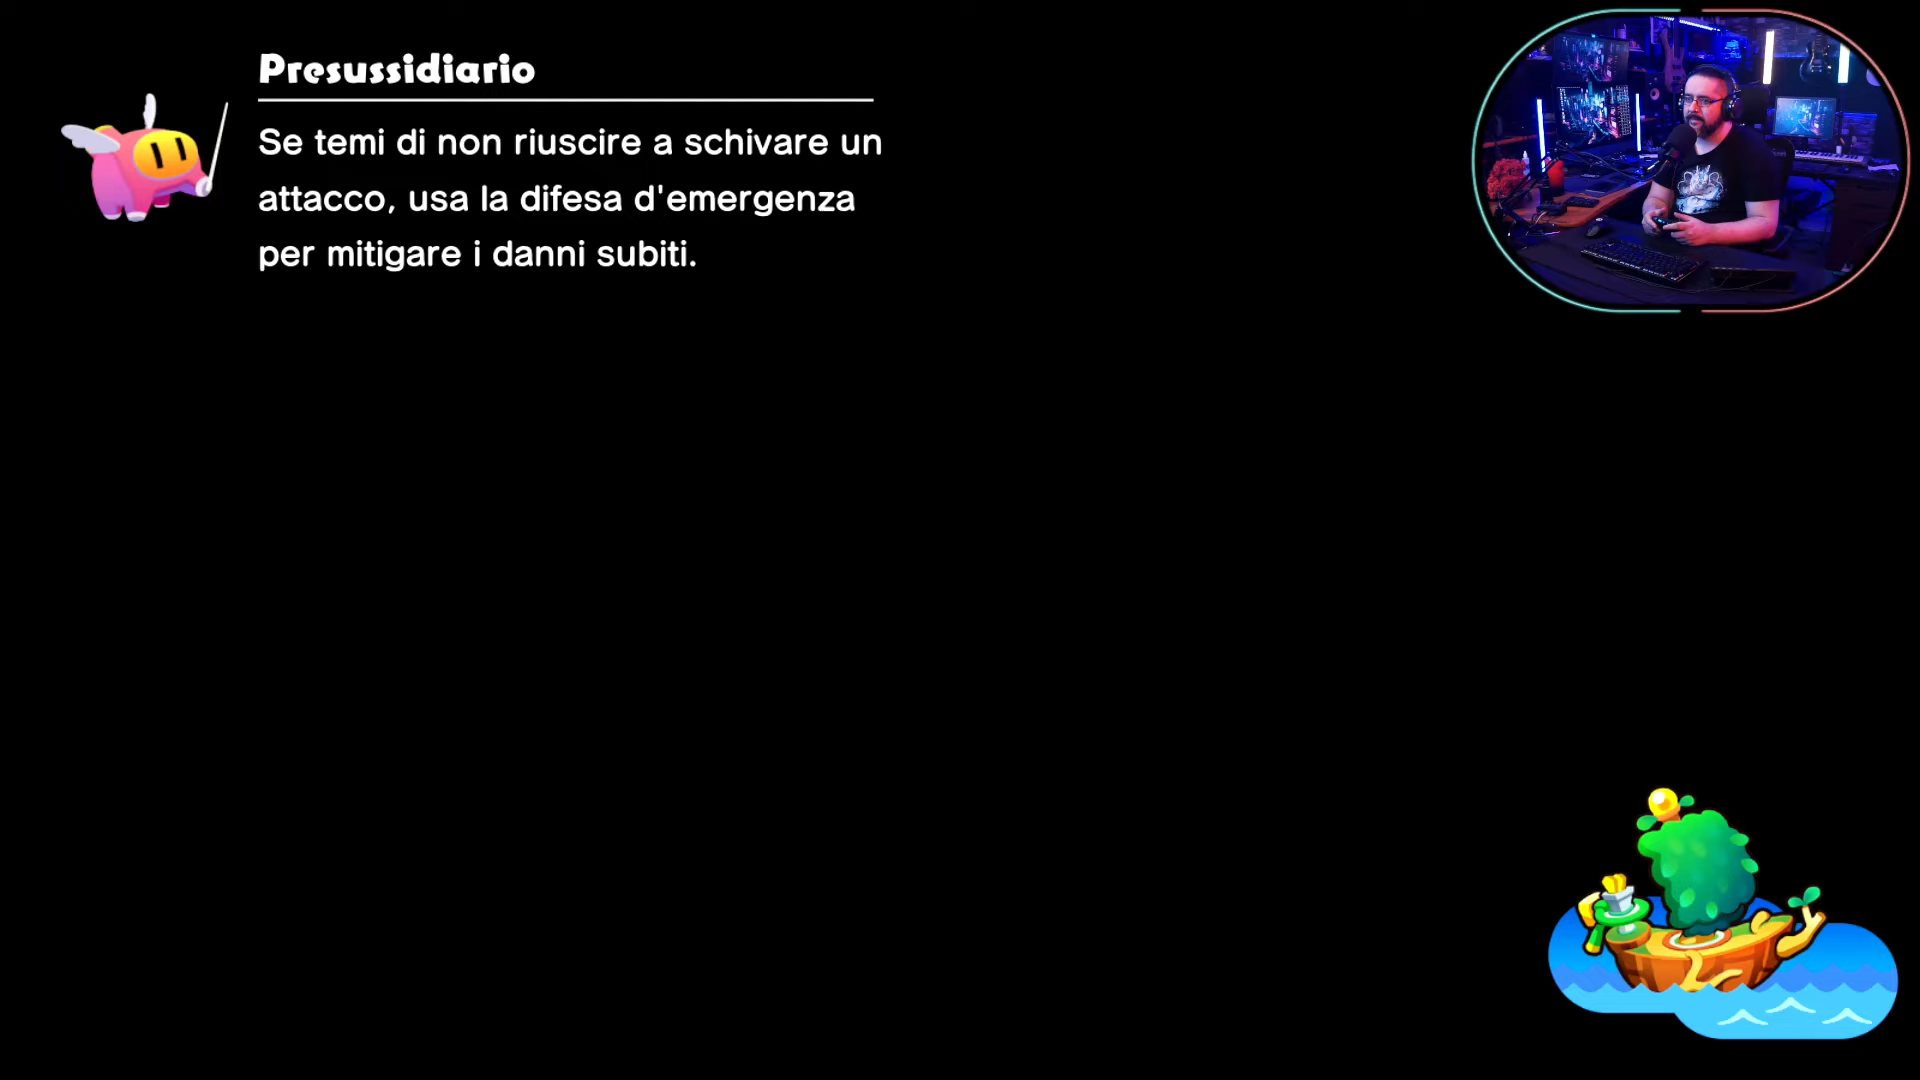 Presussidiario
Se temi di non riuscire a schivare un
attacco, usa la difesa d'emergenza
per mitigare i danni subiti.